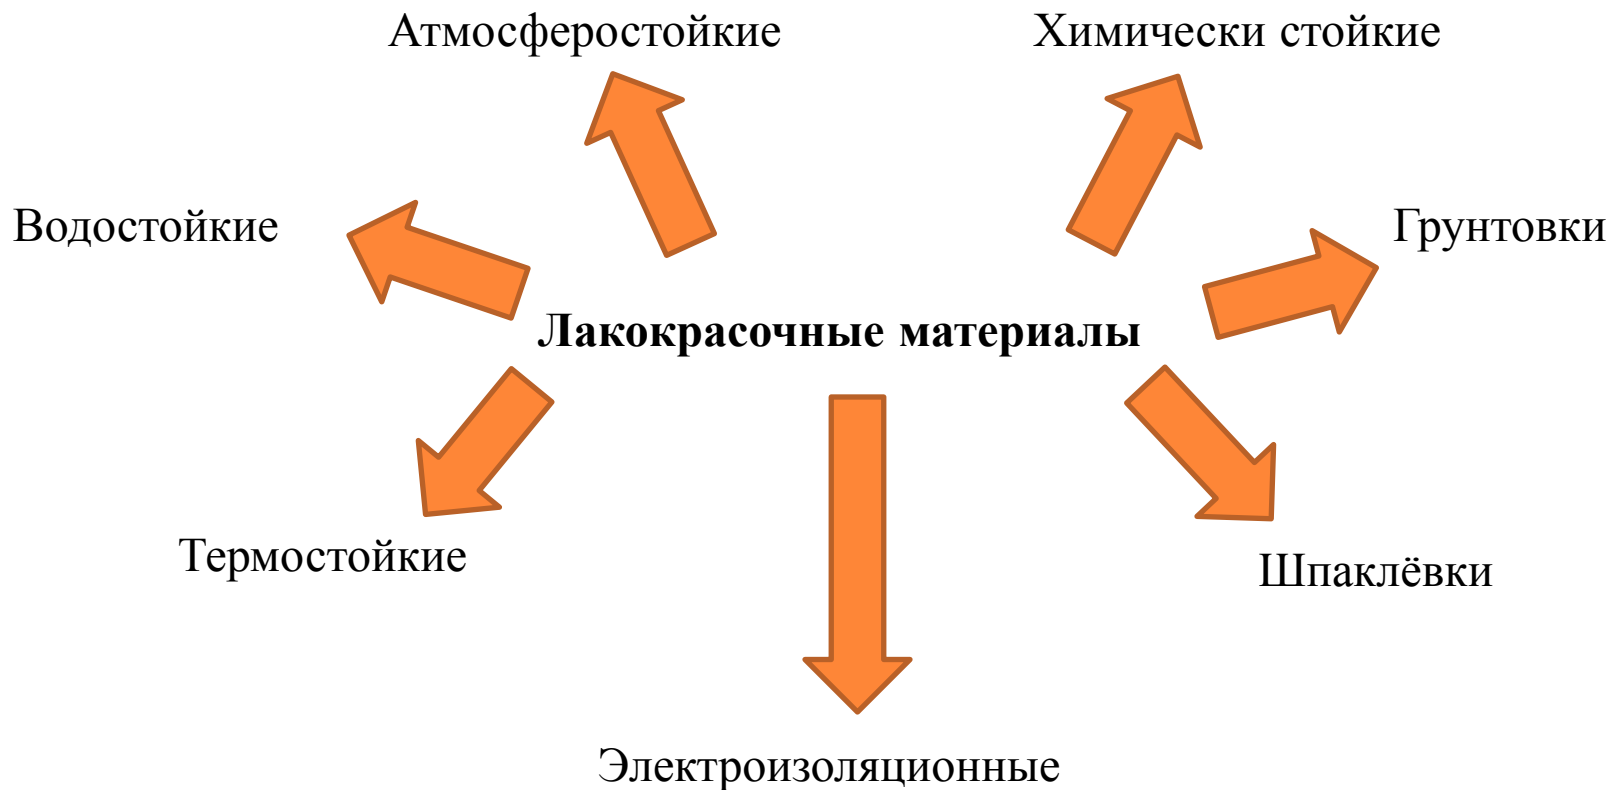 Атмосферостойкие
Химически стойкие
Водостойкие
Грунтовки
Лакокрасочные материалы
Термостойкие
Шпаклёвки
Электроизоляционные